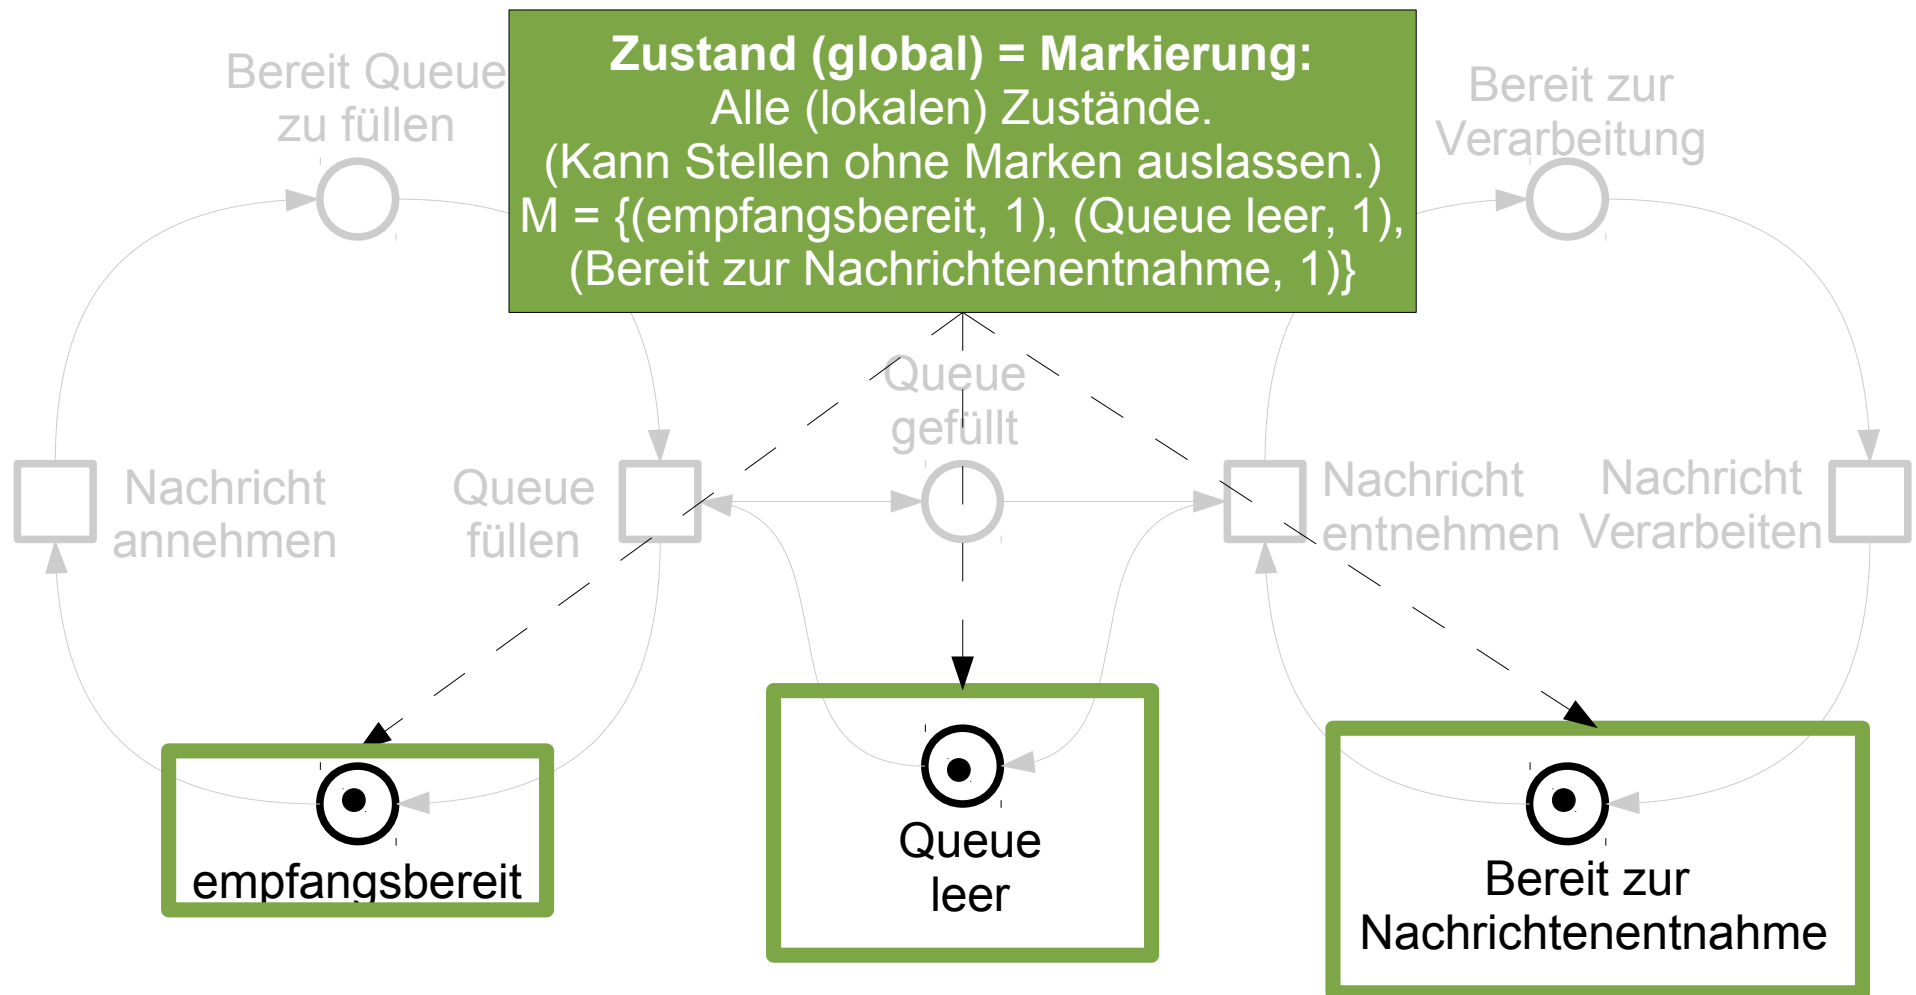 Zustand (global) = Markierung:
Alle (lokalen) Zustände.
(Kann Stellen ohne Marken auslassen.)
M = {(empfangsbereit, 1), (Queue leer, 1),
(Bereit zur Nachrichtenentnahme, 1)}
Bereit Queue
zu füllen
Bereit zur
Verarbeitung
Queue
gefüllt
Nachricht
annehmen
Queue
füllen
Nachricht
entnehmen
Nachricht
Verarbeiten
empfangsbereit
Queue
leer
Bereit zur
Nachrichtenentnahme